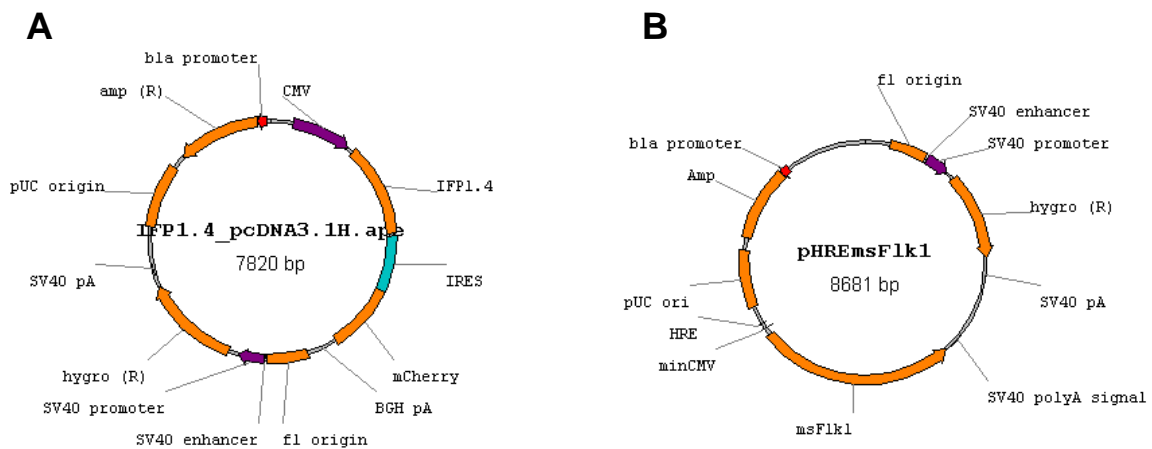 A
bla promoter
amp (R)
CMV
pUC origin
IFP1.4
IFP1.4_pcDNA3.1H.ape
7820 bp
SV40 pA
IRES
hygro (R)
mCherry
SV40 promoter
BGH pA
SV40 enhancer
f1 origin
B
f1 origin
SV40 enhancer
bla promoter
SV40 promoter
Amp
hygro (R)
pHREmsFlk1
8681 bp
pUC ori
SV40 pA
HRE
minCMV
SV40 polyA signal
msFlk1